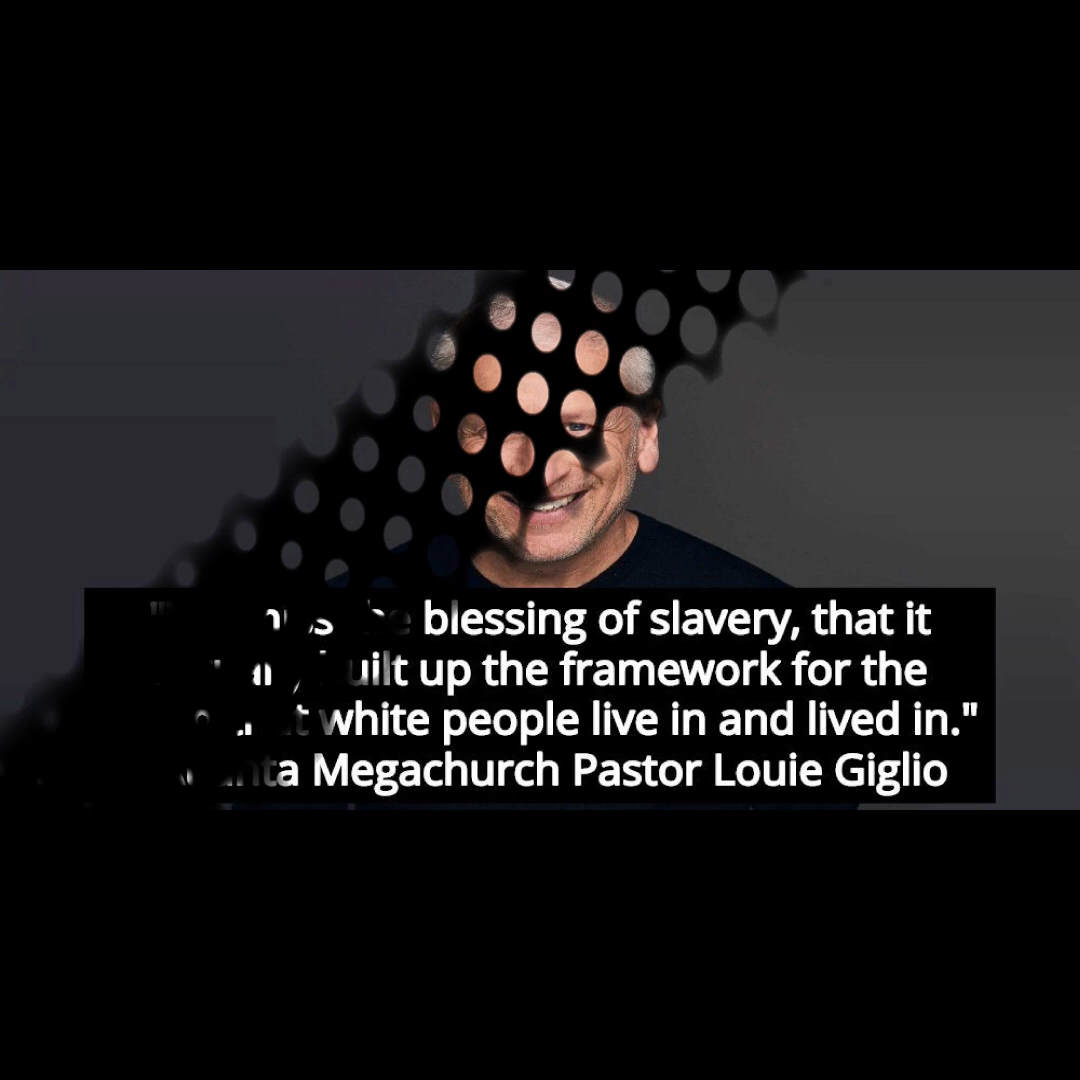 blessing of slavery, that it
up the framework for the
white people live in and lived in."
Megachurch Pastor Louie Giglio